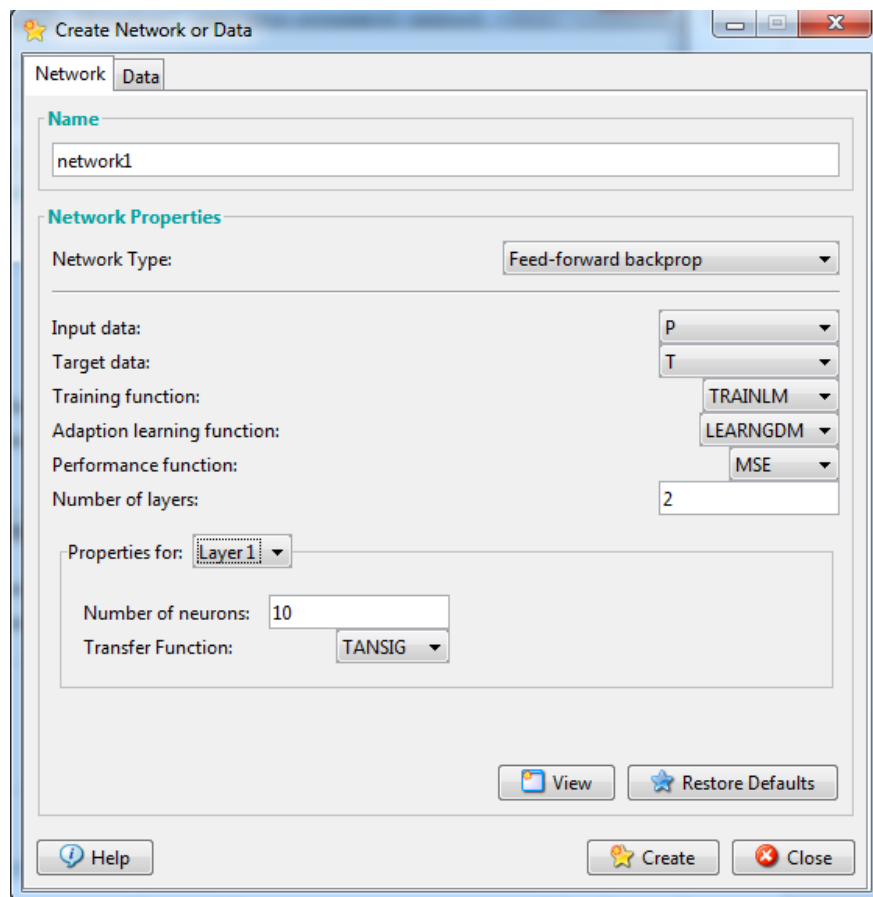 Create Network or Data
Network Data
Name
network1
Network Properties
Network Type: Feed-forward backprop
Input data: P
Target data: T
Training function: TRAINLM
Adaption learning function: LEARNGDM
Performance function: MSE
Number of layers: 2
Properties for: Layer 1
Number of neurons: 10
Transfer Function: TANSIG
View Restore Defaults
Help Create Close